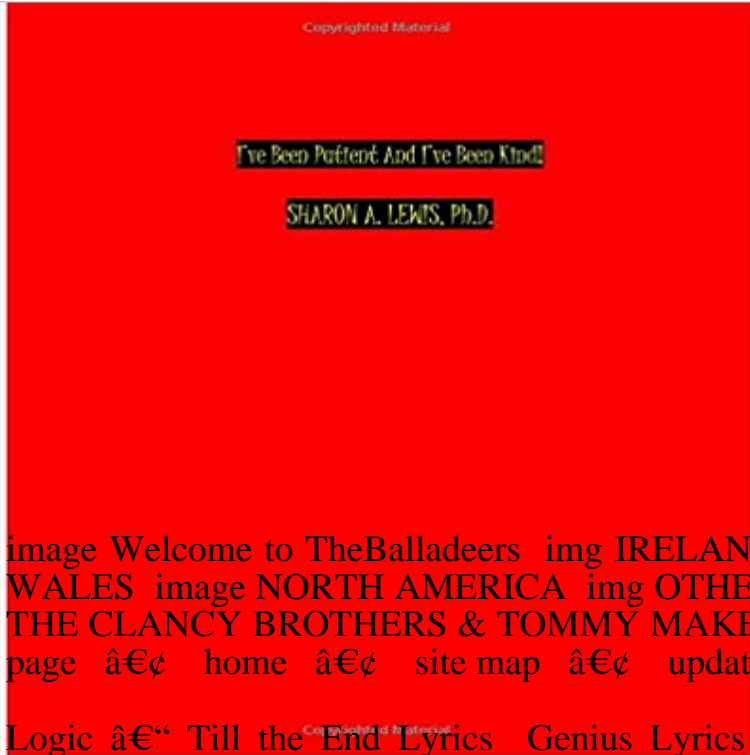 Copyrighted Material
I've Been Patient And I've Been Kind!
SHARON A. LEWIS, Ph.D.
image Welcome to TheBalladeers img IRELAN
WALES image NORTH AMERICA img OTHE
THE CLANCY BROTHERS & TOMMY MAKE
page â€¢ home â€¢ site map â€¢ updat
Logic â€“ Till the End Lyrics Genius Lyrics
Copyrighted Material